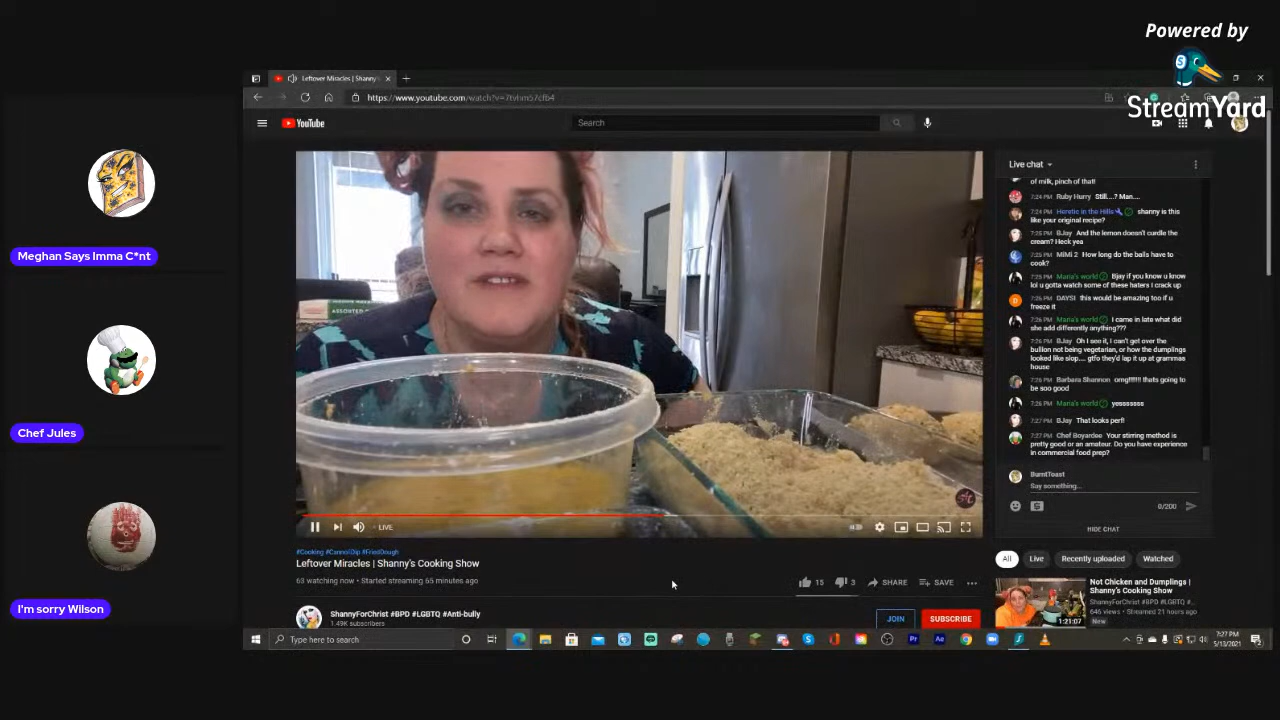 Powered by
StreamYard
Leftover Miracles | Shanny'
https://www.youtube.com/watch?v=7tvhm57cfb4
YouTube
Search
Meghan Says Imma C*nt
Chef Jules
I'm sorry Wilson
LIVE
#Cooking #CannoliDip #FriedDough
Leftover Miracles | Shanny's Cooking Show
63 watching now • Started streaming 55 minutes ago
15
3
SHARE
SAVE
ShannyForChrist #BPD #LGBTQ #Anti-bully
1.49K subscribers
JOIN
SUBSCRIBE
Live chat
of milk, pinch of that!!
7:24 PM Ruby Hurry Still....? Man....
7:24 PM Heretic in the Hills shanny is this
like your original recipe?
7:25 PM BJay And the lemon doesn't curdle the
cream? Heck yea
7:25 PM MiMi 2 How long do the balls have to
cook?
7:25 PM Maria's world Bjay if you know u know
lol u gotta watch some of these haters I crack up
7:26 PM DAYSI this would be amazing too if u
freeze it
7:26 PM Maria's world I came in late what did
she add differently anything???
7:26 PM BJay Oh I see it, I can't get over the
bullion not being vegetarian, or how the dumplings
looked like slop.... gtfo they'd lap it up at grammas
house
7:26 PM Barbara Shannon omg!!!!!!! thats going to
be soo good
7:26 PM Maria's world yesssssss
7:27 PM BJay That looks perf!
7:27 PM Chef Boyardee Your stirring method is
pretty good or an amateur. Do you have experience
in commercial food prep?
BurntToast
Say something...
0/200
HIDE CHAT
All
Live
Recently uploaded
Watched
Not Chicken and Dumplings |
Shanny's Cooking Show
ShannyForChrist #BPD #LGBTQ #...
646 views • Streamed 21 hours ago
New
1:21:07
Type here to search
7:27 PM
5/13/2021